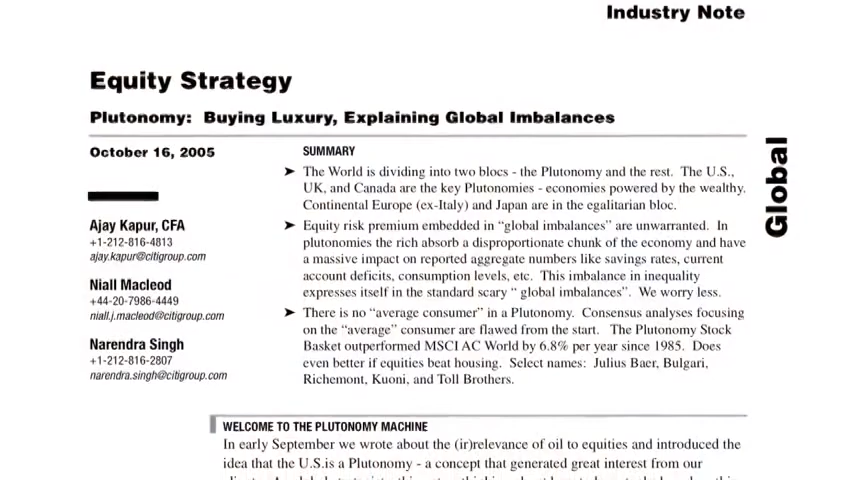 Industry Note
Equity Strategy
Plutonomy: Buying Luxury, Explaining Global Imbalances
October 16, 2005
Ajay Kapur, CFA
+1-212-816-4813
ajay.kapur@citigroup.com
Niall Macleod
+44-20-7986-4449
niall.j.macleod@citigroup.com
Narendra Singh
+1-212-816-2807
narendra.singh@citigroup.com
SUMMARY
➤ The World is dividing into two blocs - the Plutonomy and the rest. The U.S.,
UK, and Canada are the key Plutonomies - economies powered by the wealthy.
Continental Europe (ex-Italy) and Japan are in the egalitarian bloc.
➤ Equity risk premium embedded in “global imbalances” are unwarranted. In
plutonomies the rich absorb a disproportionate chunk of the economy and have
a massive impact on reported aggregate numbers like savings rates, current
account deficits, consumption levels, etc. This imbalance in inequality
expresses itself in the standard scary “ global imbalances”. We worry less.
➤ There is no “average consumer” in a Plutonomy. Consensus analyses focusing
on the “average” consumer are flawed from the start. The Plutonomy Stock
Basket outperformed MSCI AC World by 6.8% per year since 1985. Does
even better if equities beat housing. Select names: Julius Baer, Bulgari,
Richemont, Kuoni, and Toll Brothers.
Global
WELCOME TO THE PLUTONOMY MACHINE
In early September we wrote about the (ir)relevance of oil to equities and introduced the
idea that the U.S.is a Plutonomy - a concept that generated great interest from our